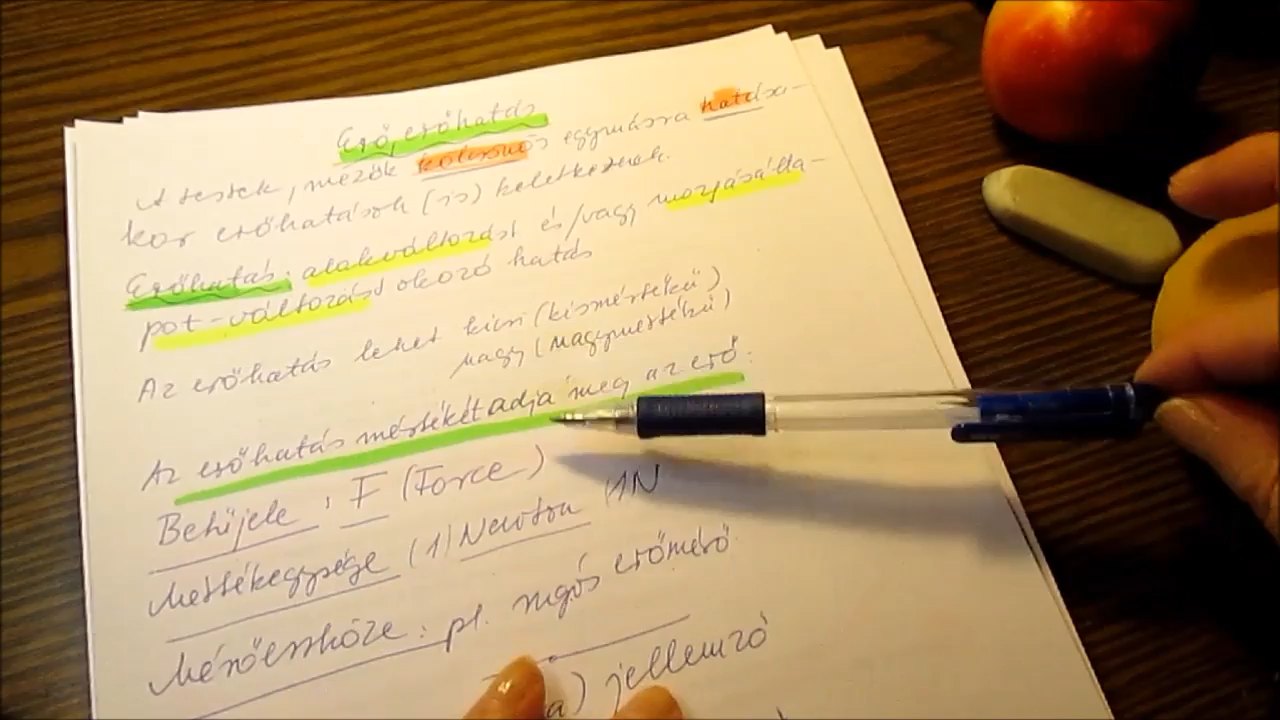 Erő, erőhatás
A testek, mezők kölcsönös egymásra hatása-
kor erőhatások (is) keletkeznek.
Erőhatás: alakváltozást és/vagy mozgásálla-
pot-változást okozó hatás
Az erőhatás lehet kicsi (kismértékű)
nagy (nagymértékű)
Az erőhatás mértékét adja meg az erő:
Betűjele: F (Force)
Mértékegysége (1) Newton (1N
Mérőeszköze: pl. rugós erőmérő
a) jellemző